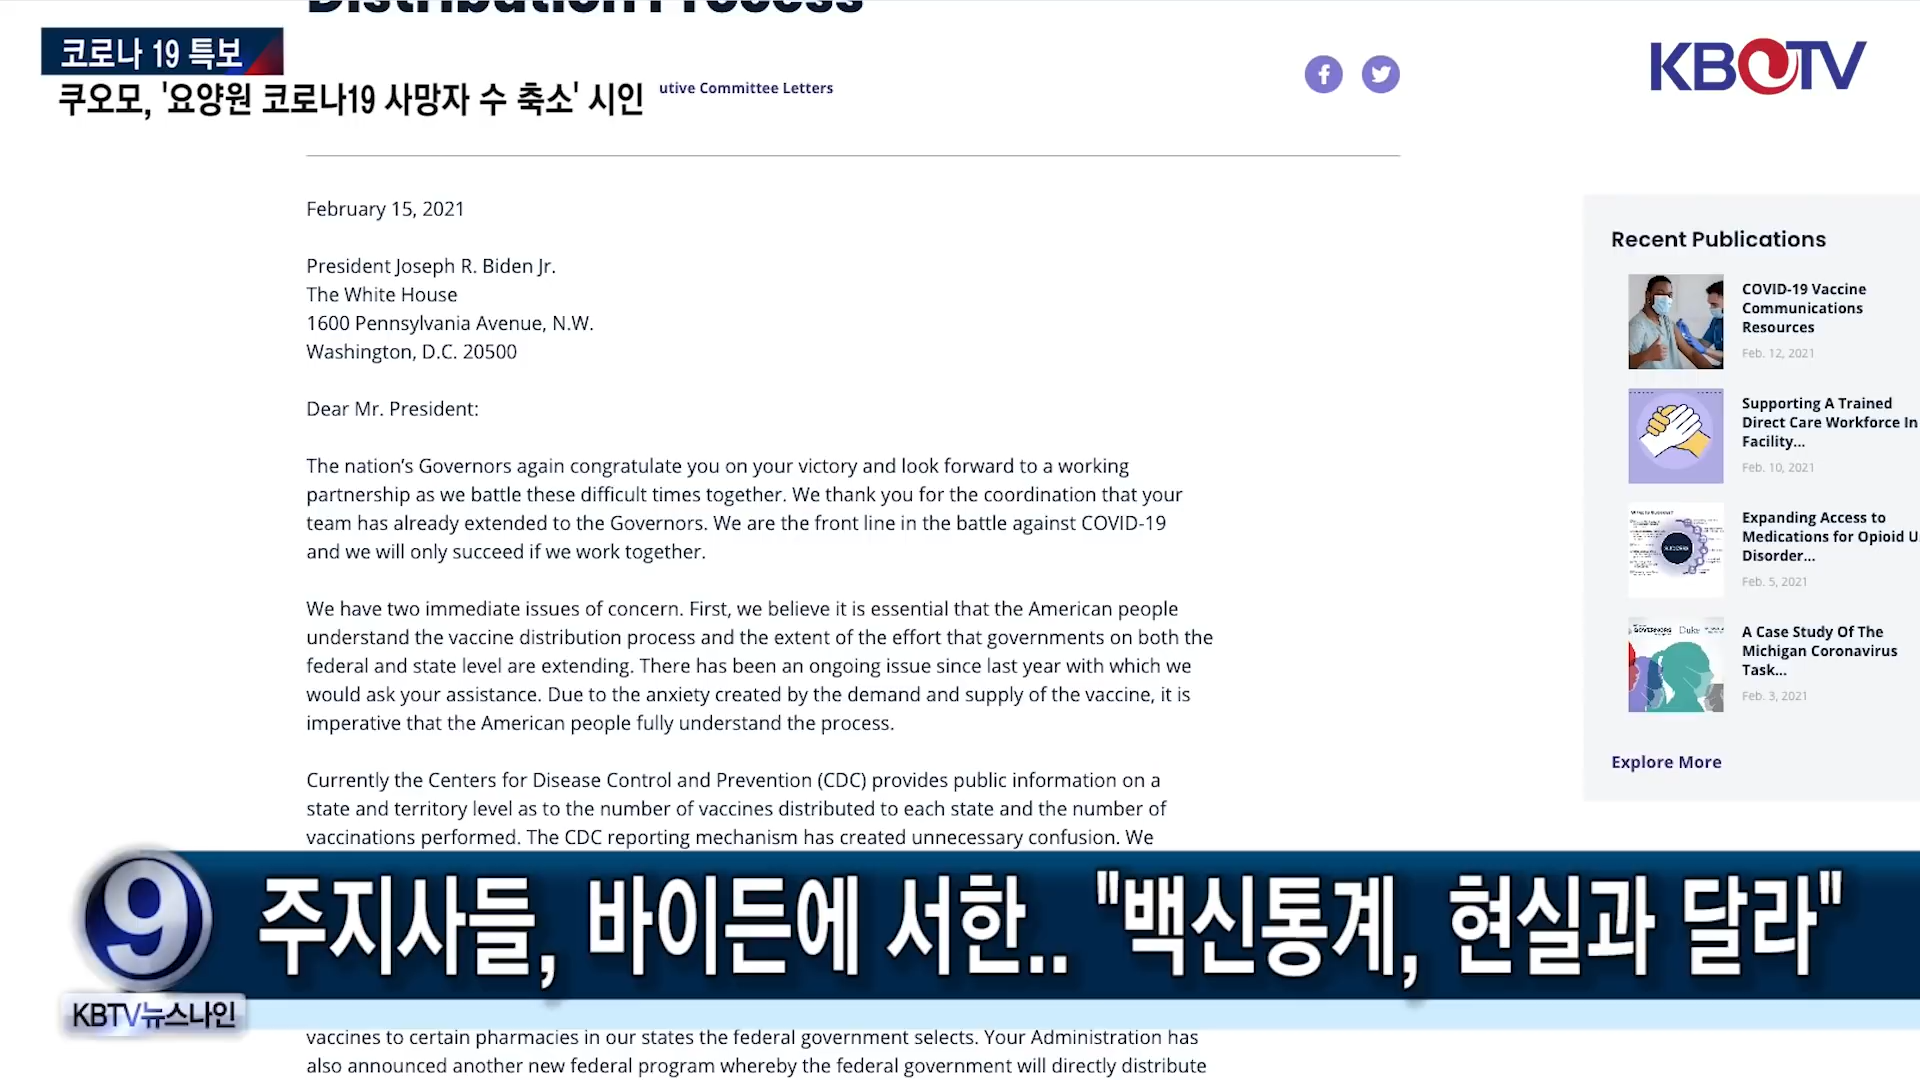 Distribution Process
코로나 19 특보
쿠오모, '요양원 코로나19 사망자 수 축소' 시인
utive Committee Letters
KBTV
February 15, 2021
President Joseph R. Biden Jr.
The White House
1600 Pennsylvania Avenue, N.W.
Washington, D.C. 20500
Dear Mr. President:
The nation's Governors again congratulate you on your victory and look forward to a working
partnership as we battle these difficult times together. We thank you for the coordination that your
team has already extended to the Governors. We are the front line in the battle against COVID-19
and we will only succeed if we work together.
We have two immediate issues of concern. First, we believe it is essential that the American people
understand the vaccine distribution process and the extent of the effort that governments on both the
federal and state level are extending. There has been an ongoing issue since last year with which we
would ask your assistance. Due to the anxiety created by the demand and supply of the vaccine, it is
imperative that the American people fully understand the process.
Currently the Centers for Disease Control and Prevention (CDC) provides public information on a
state and territory level as to the number of vaccines distributed to each state and the number of
vaccinations performed. The CDC reporting mechanism has created unnecessary confusion. We
Recent Publications
COVID-19 Vaccine
Communications
Resources
Feb. 12, 2021
Supporting A Trained
Direct Care Workforce In
Facility...
Feb. 10, 2021
Expanding Access to
Medications for Opioid U
Disorder...
Feb. 5, 2021
SUCCESS
GOVERNORS Duke
A Case Study Of The
Michigan Coronavirus
Task...
Feb. 3, 2021
Explore More
9
주지사들, 바이든에 서한.. "백신통계, 현실과 달라"
KBTV뉴스나인
vaccines to certain pharmacies in our states the federal government selects. Your Administration has
also announced another new federal program whereby the federal government will directly distribute